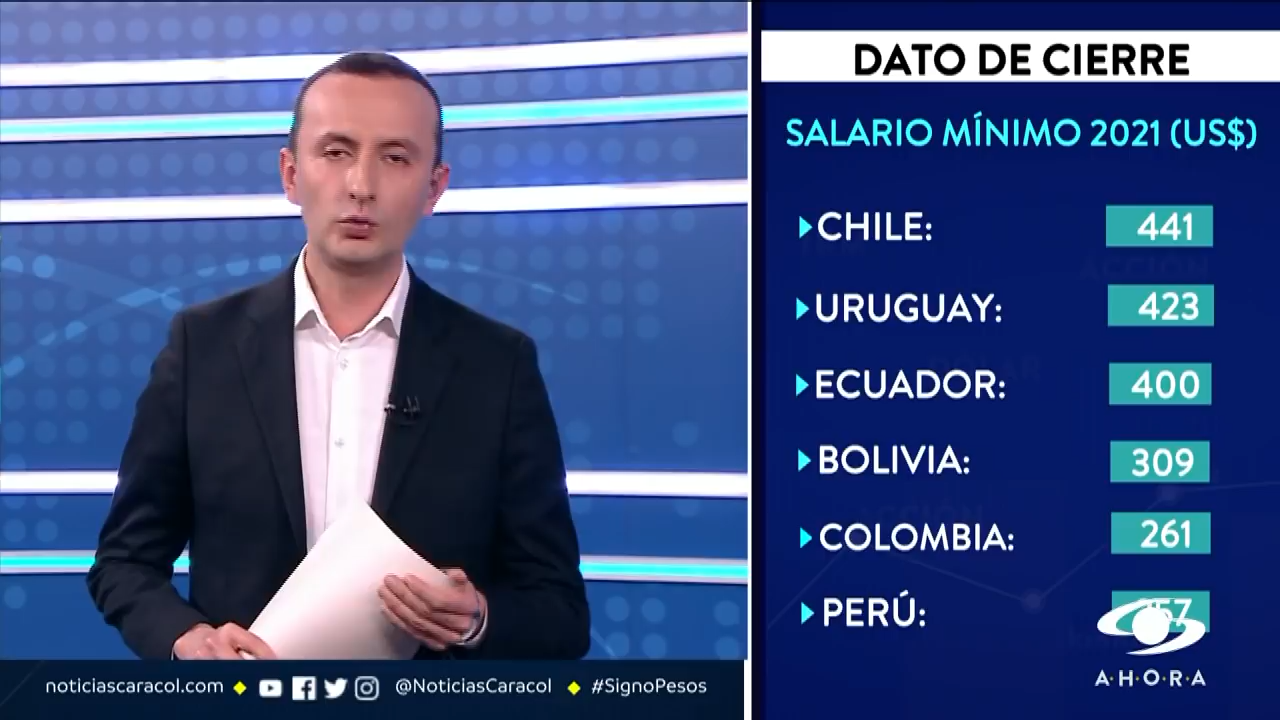 DATO DE CIERRE
SALARIO MÍNIMO 2021 (US$)
CHILE: 441
URUGUAY: 423
ECUADOR: 400
BOLIVIA: 309
COLOMBIA: 261
PERÚ:
A·H·O·R·A
noticiascaracol.com @NoticiasCaracol #SignoPesos